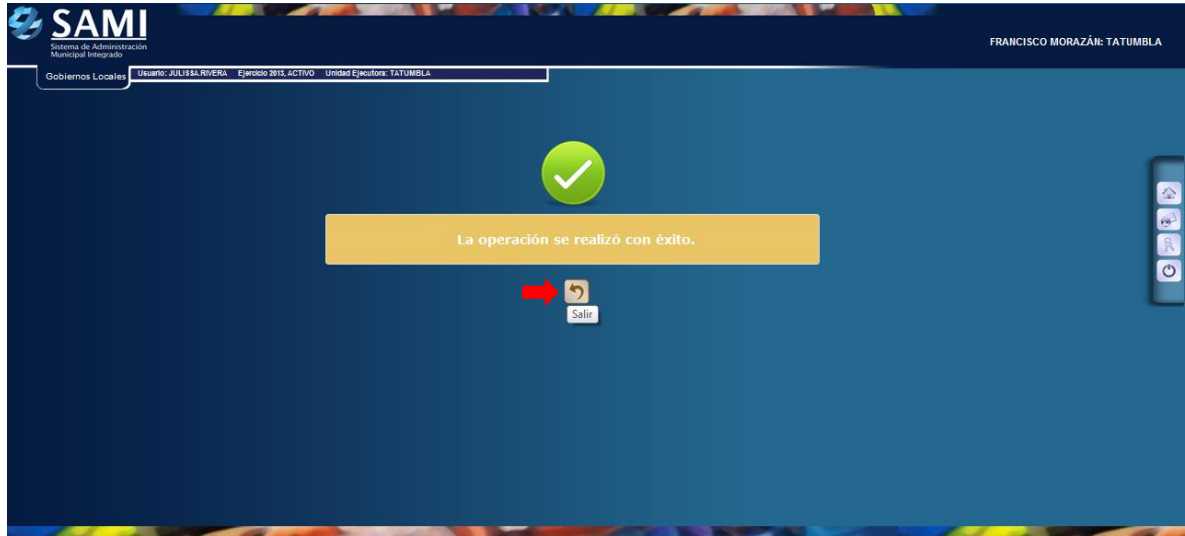 SAMI
Sistema de Administración
Municipal Integrado
FRANCISCO MORAZÁN: TATUMBLA
Gobiernos Locales
Usuario: JULISSA.RIVERA Ejercicio 2013, ACTIVO Unidad Ejecutora: TATUMBLA
La operación se realizó con éxito.
Salir